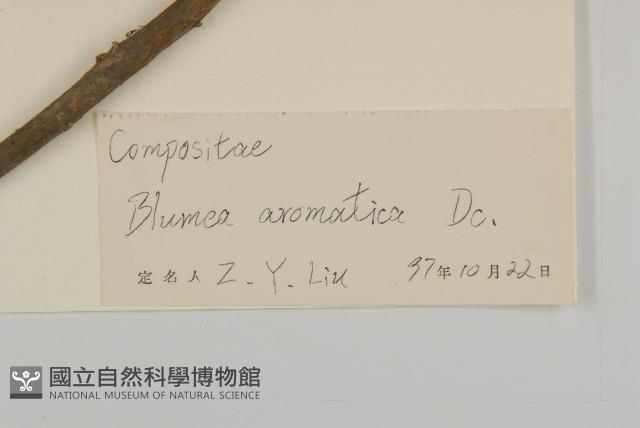 Compositae
Blumea aromatica Dc.
定名人 Z. Y. Liu 97年10月22日
國立自然科學博物館
NATIONAL MUSEUM OF NATURAL SCIENCE